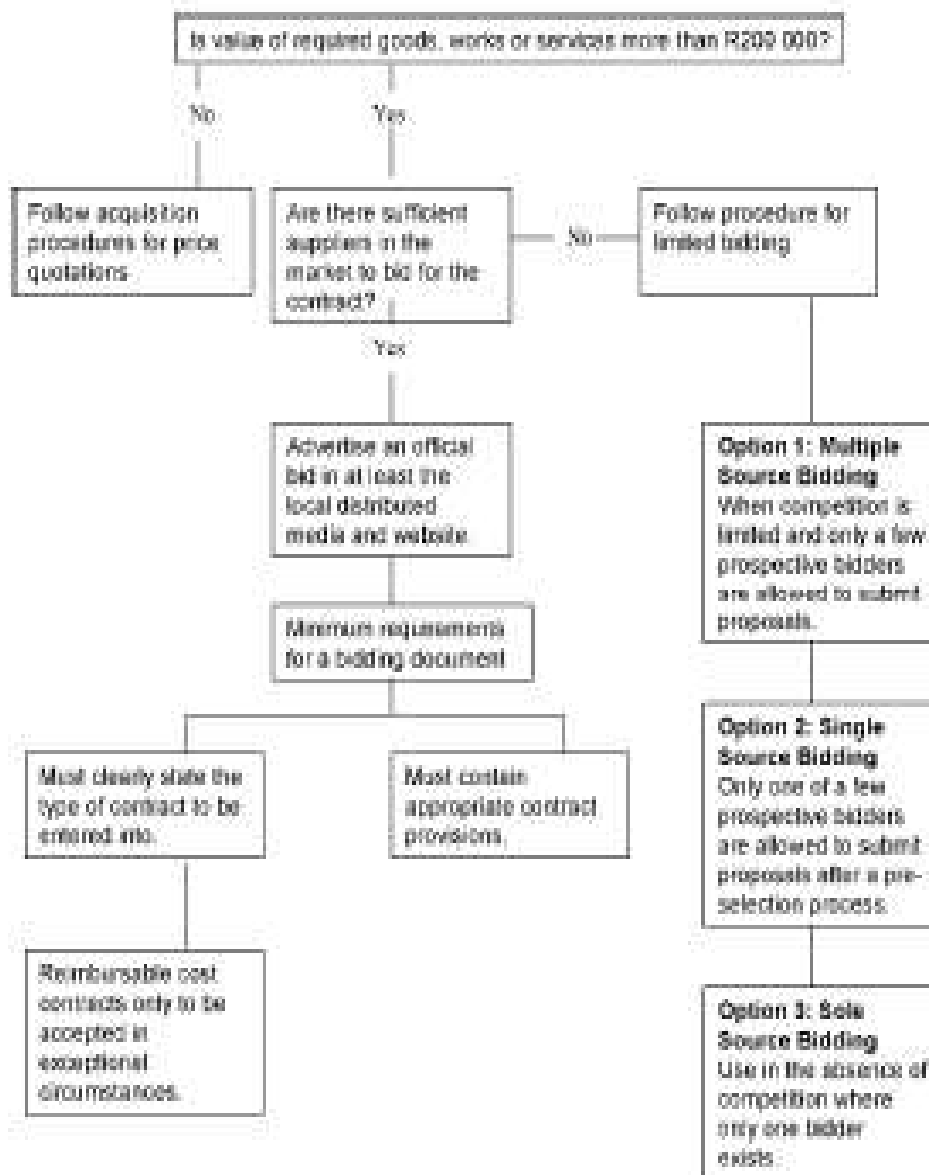 Is value of required goods, works or services more than R200 000?
No
Yes
Follow acquisition
procedures for price
quotations
Are there sufficient
suppliers in the
market to bid for the
contract?
No
Follow procedure for
limited bidding
Yes
Advertise an official
bid in at least the
local distributed
media and website.
Minimum requirements
for a bidding document
Must clearly state the
type of contract to be
entered into.
Must contain
appropriate contract
provisions.
Reimbursable cost
contracts only to be
accepted in
exceptional
circumstances.
Option 1: Multiple
Source Bidding
When competition is
limited and only a few
prospective bidders
are allowed to submit
proposals.
Option 2: Single
Source Bidding
Only one of a few
prospective bidders
are allowed to submit
proposals after a pre-
selection process.
Option 3: Sole
Source Bidding
Use in the absence of
competition where
only one bidder
exists.